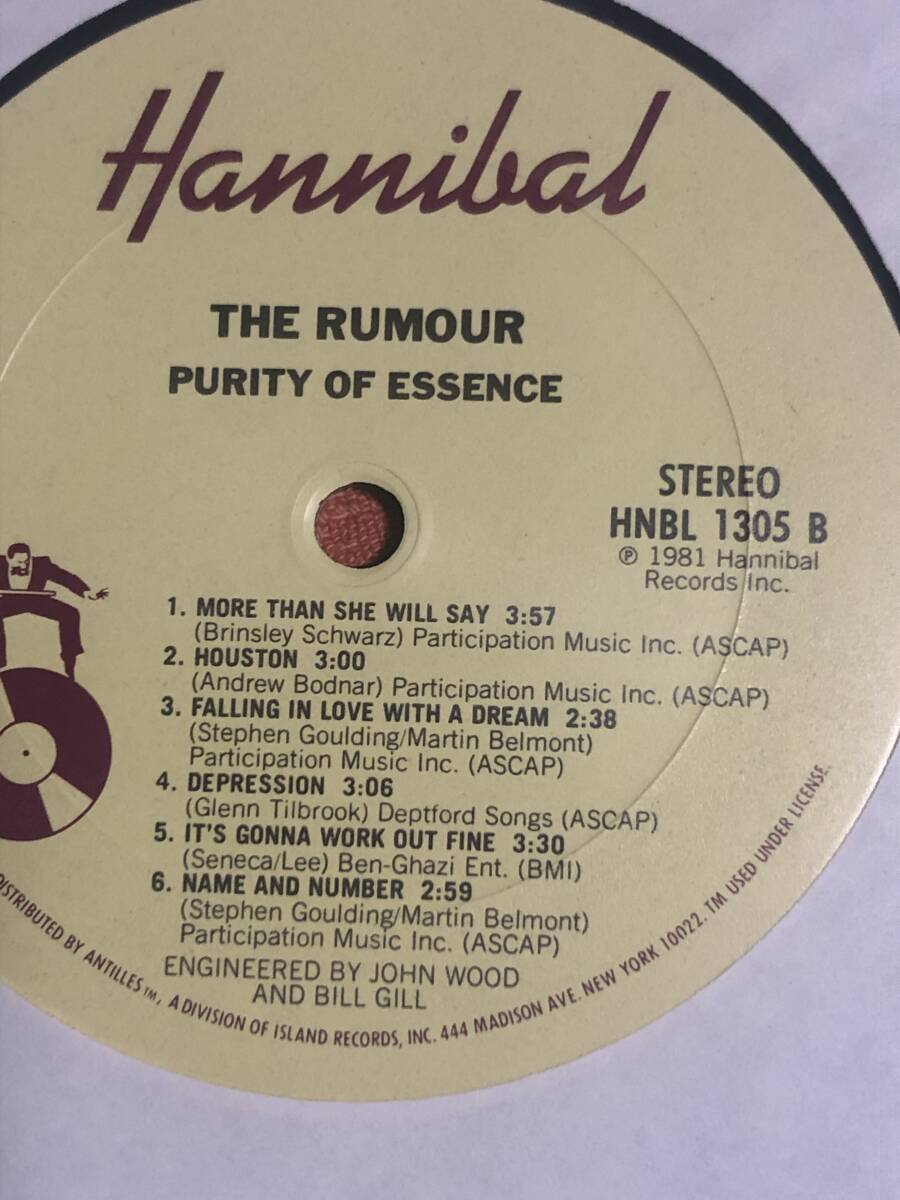 Hannibal
THE RUMOUR
PURITY OF ESSENCE
STEREO
HNBL 1305 B
℗ 1981 Hannibal
Records Inc.
1. MORE THAN SHE WILL SAY 3:57
(Brinsley Schwarz) Participation Music Inc. (ASCAP)
2. HOUSTON 3:00
(Andrew Bodnar) Participation Music Inc. (ASCAP)
3. FALLING IN LOVE WITH A DREAM 2:38
(Stephen Goulding/Martin Belmont)
Participation Music Inc. (ASCAP)
4. DEPRESSION 3:06
(Glenn Tilbrook) Deptford Songs (ASCAP)
5. IT'S GONNA WORK OUT FINE 3:30
(Seneca/Lee) Ben-Ghazi Ent. (BMI)
6. NAME AND NUMBER 2:59
(Stephen Goulding/Martin Belmont)
Participation Music Inc. (ASCAP)
ENGINEERED BY JOHN WOOD
AND BILL GILL
DISTRIBUTED BY ANTILLES™, A DIVISION OF ISLAND RECORDS, INC. 444 MADISON AVE. NEW YORK 10022. TM USED UNDER LICENSE.